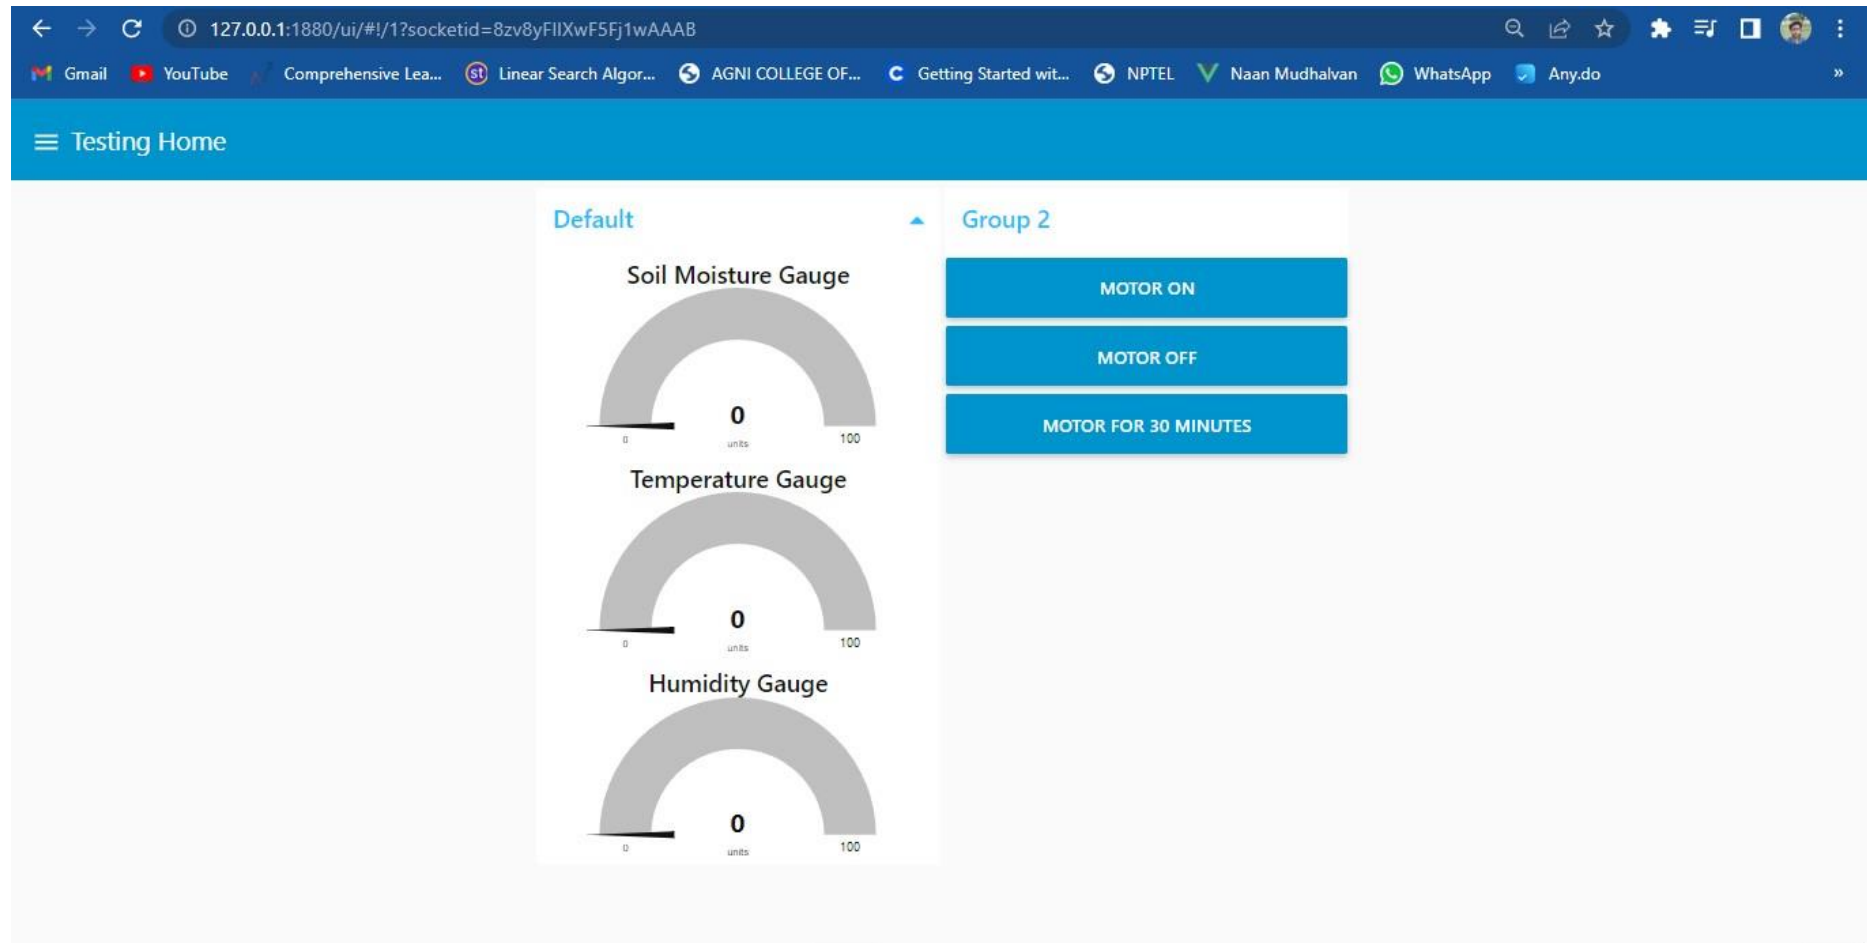 127.0.0.1:1880/ui/#!/1?socketid=8zv8yFIIXwF5Fj1wAAAB
Gmail YouTube Comprehensive Lea... st Linear Search Algor... AGNI COLLEGE OF... C Getting Started wit... NPTEL Naan Mudhalvan WhatsApp Any.do »
Testing Home
Default
Soil Moisture Gauge
0
0 units 100
Temperature Gauge
0
0 units 100
Humidity Gauge
0
0 units 100
Group 2
MOTOR ON
MOTOR OFF
MOTOR FOR 30 MINUTES